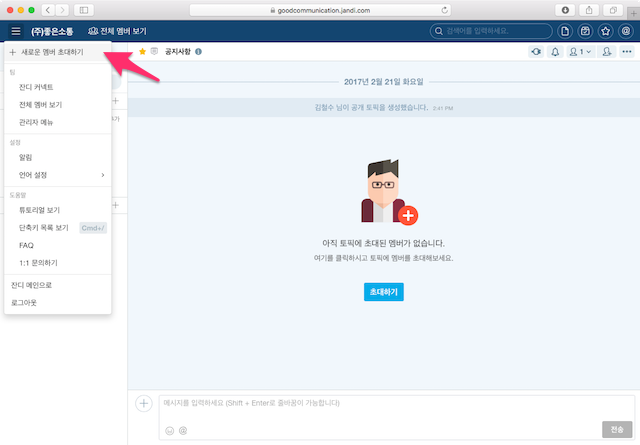 goodcommunication.jandi.com
(주)좋은소통
전체 멤버 보기
검색어를 입력하세요.
+ 새로운 멤버 초대하기
공지사항
1
팀
잔디 커넥트
전체 멤버 보기
관리자 메뉴
설정
알림
언어 설정
도움말
튜토리얼 보기
단축키 목록 보기 Cmd+/
FAQ
1:1 문의하기
잔디 메인으로
로그아웃
2017년 2월 21일 화요일
김철수 님이 공개 토픽을 생성했습니다. 3:41 PM
아직 토픽에 초대된 멤버가 없습니다.
여기를 클릭하시고 토픽에 멤버를 초대해보세요.
초대하기
메시지를 입력하세요 (Shift + Enter로 줄바꿈이 가능합니다)
전송